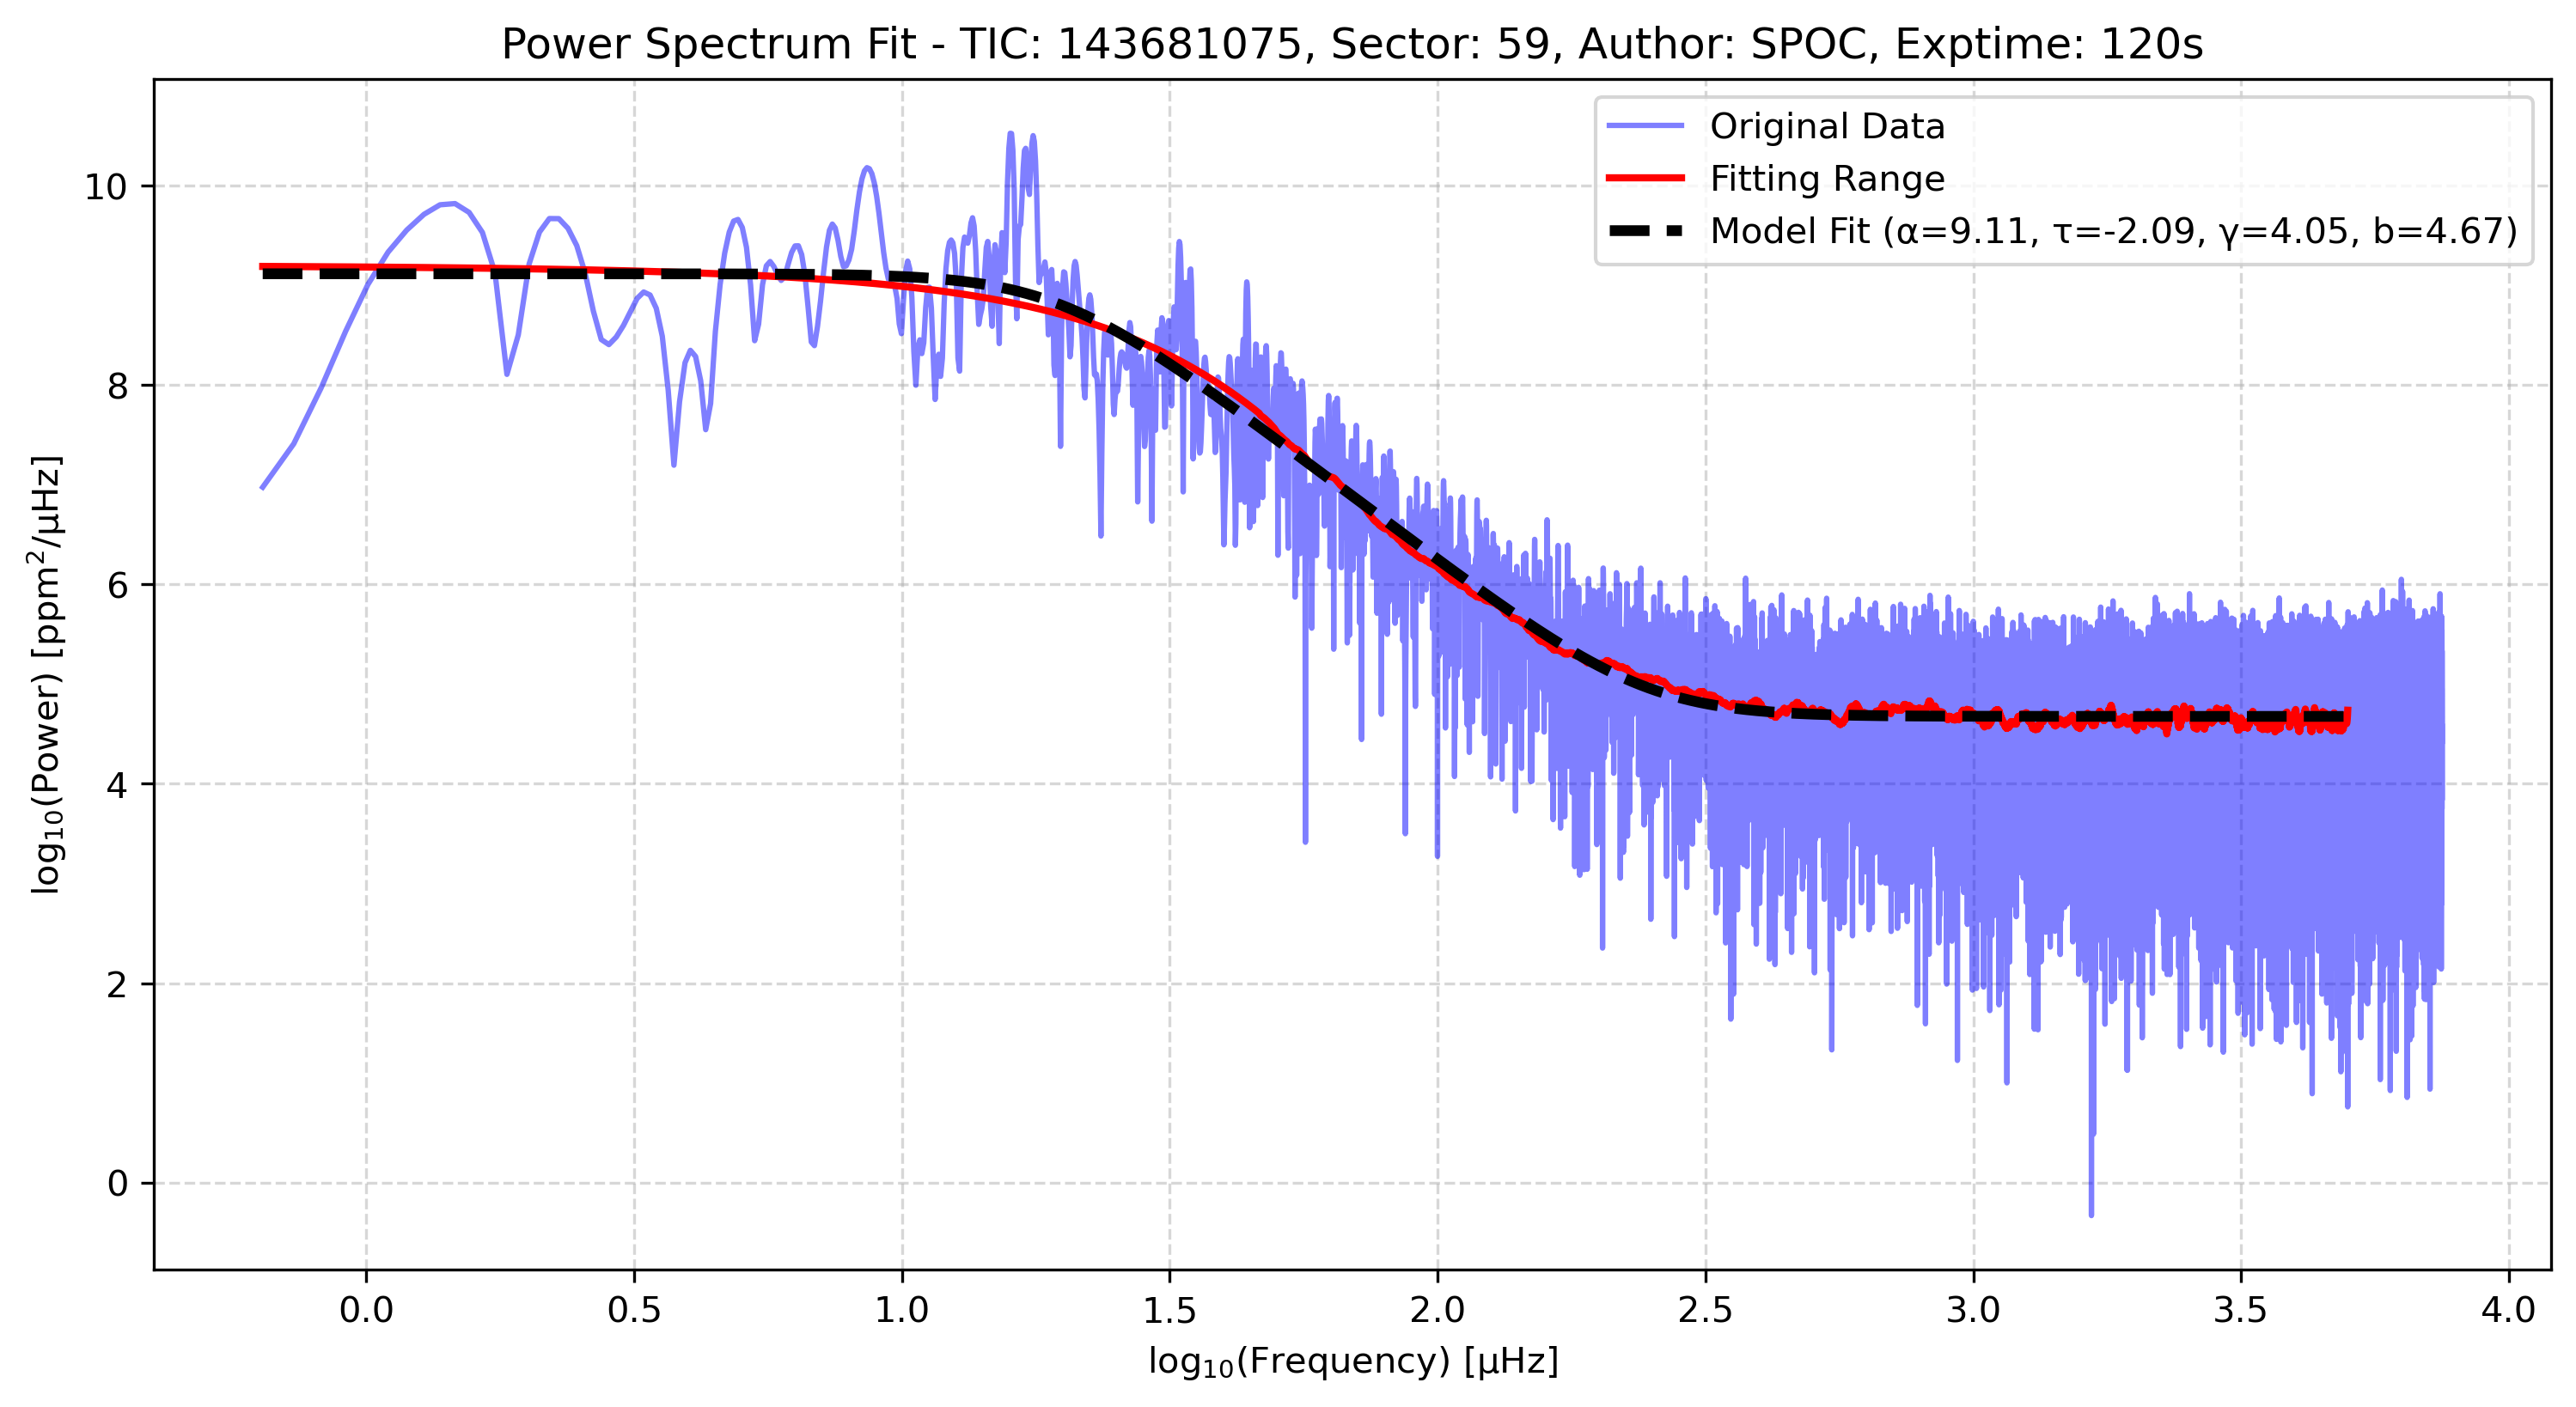 Power Spectrum Fit - TIC: 143681075, Sector: 59, Author: SPOC, Exptime: 120s
Original Data
Fitting Range
Model Fit (α=9.11, τ=-2.09, γ=4.05, b=4.67)
log₁₀(Power) [ppm²/µHz]
10
8
6
4
2
0
0.0 0.5 1.0 1.5 2.0 2.5 3.0 3.5 4.0
log₁₀(Frequency) [µHz]